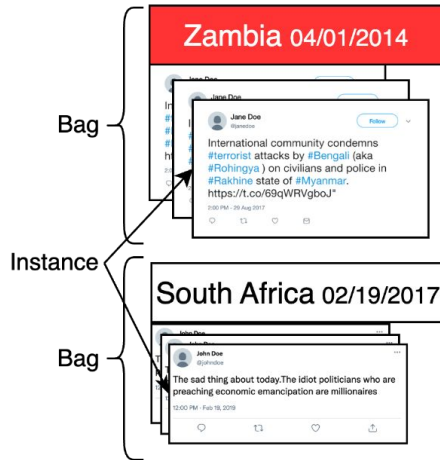 Zambia 04/01/2014
Bag
Jane Doe
@janedoe
Follow
International community condemns
#terrorist attacks by #Bengali (aka
#Rohingya ) on civilians and police in
#Rakhine state of #Myanmar.
https://t.co/69qWRVgboJ"
2:00 PM - 29 Aug 2017
Instance
South Africa 02/19/2017
Bag
John Doe
@johndoe
The sad thing about today.The idiot politicians who are
preaching economic emancipation are millionaires
12:00 PM - Feb 19, 2019